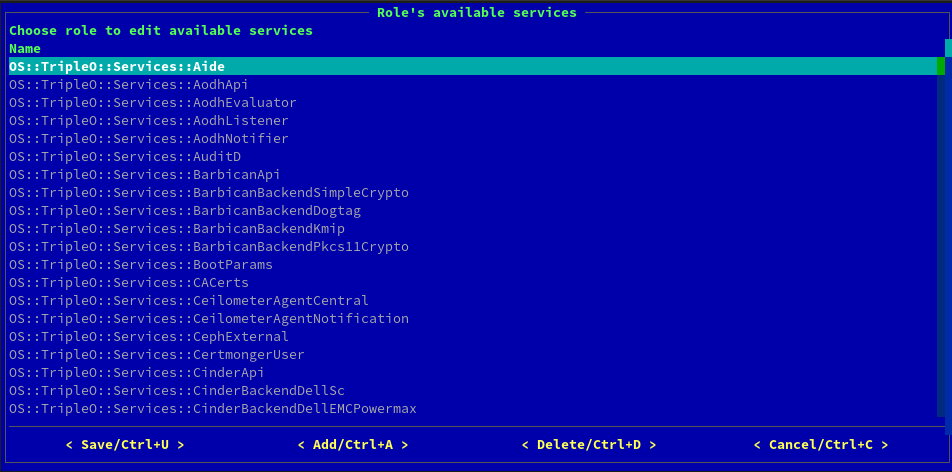 Role's available services
Choose role to edit available services
Name
OS::TripleO::Services::Aide
OS::TripleO::Services::AodhApi
OS::TripleO::Services::AodhEvaluator
OS::TripleO::Services::AodhListener
OS::TripleO::Services::AodhNotifier
OS::TripleO::Services::AuditD
OS::TripleO::Services::BarbicanApi
OS::TripleO::Services::BarbicanBackendSimpleCrypto
OS::TripleO::Services::BarbicanBackendDogtag
OS::TripleO::Services::BarbicanBackendKmip
OS::TripleO::Services::BarbicanBackendPkcs11Crypto
OS::TripleO::Services::BootParams
OS::TripleO::Services::CACerts
OS::TripleO::Services::CeilometerAgentCentral
OS::TripleO::Services::CeilometerAgentNotification
OS::TripleO::Services::CephExternal
OS::TripleO::Services::CertmongerUser
OS::TripleO::Services::CinderApi
OS::TripleO::Services::CinderBackendDellSc
OS::TripleO::Services::CinderBackendDellEMCPowermax
< Save/Ctrl+U > < Add/Ctrl+A > < Delete/Ctrl+D > < Cancel/Ctrl+C >